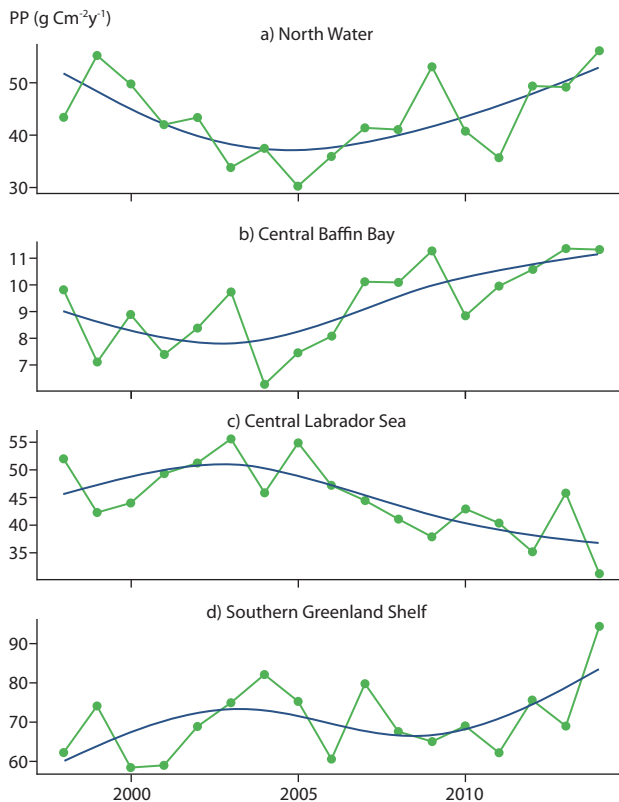 PP (g Cm⁻²y⁻¹)
a) North Water
50
40
30
b) Central Baffin Bay
11
10
9
8
7
c) Central Labrador Sea
55
50
45
40
35
d) Southern Greenland Shelf
90
80
70
60
2000 2005 2010